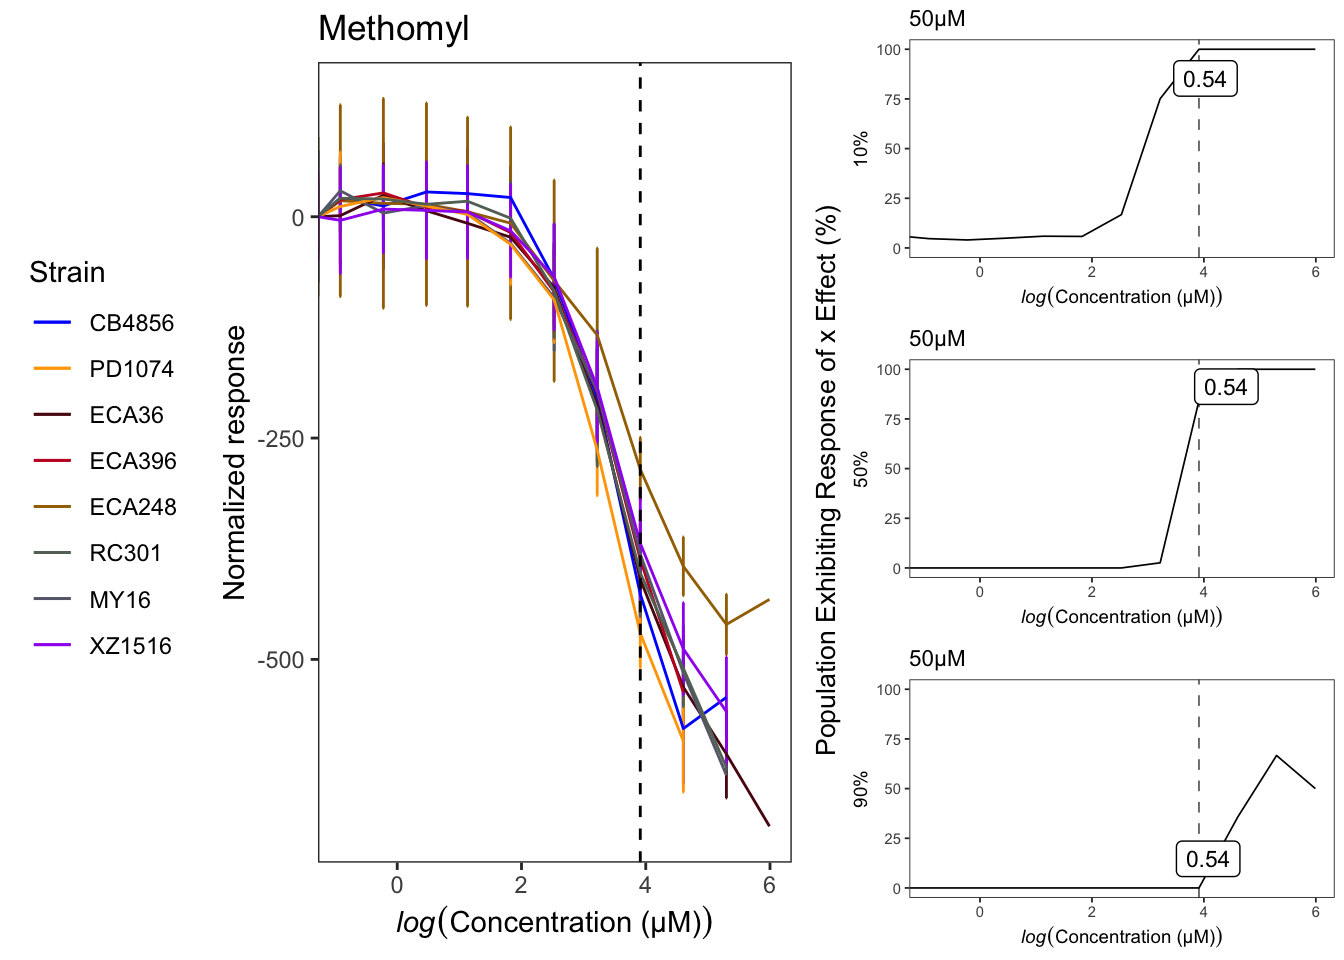 Methomyl
Strain
CB4856
PD1074
ECA36
ECA396
ECA248
RC301
MY16
XZ1516
Normalized response
0
-250
-500
0 2 4 6
log(Concentration (µM))
Population Exhibiting Response of x Effect (%)
50µM
10%
100
75
50
25
0
0.54
0 2 4 6
log(Concentration (µM))
50µM
50%
100
75
50
25
0
0.54
0 2 4 6
log(Concentration (µM))
50µM
90%
100
75
50
25
0
0.54
0 2 4 6
log(Concentration (µM))